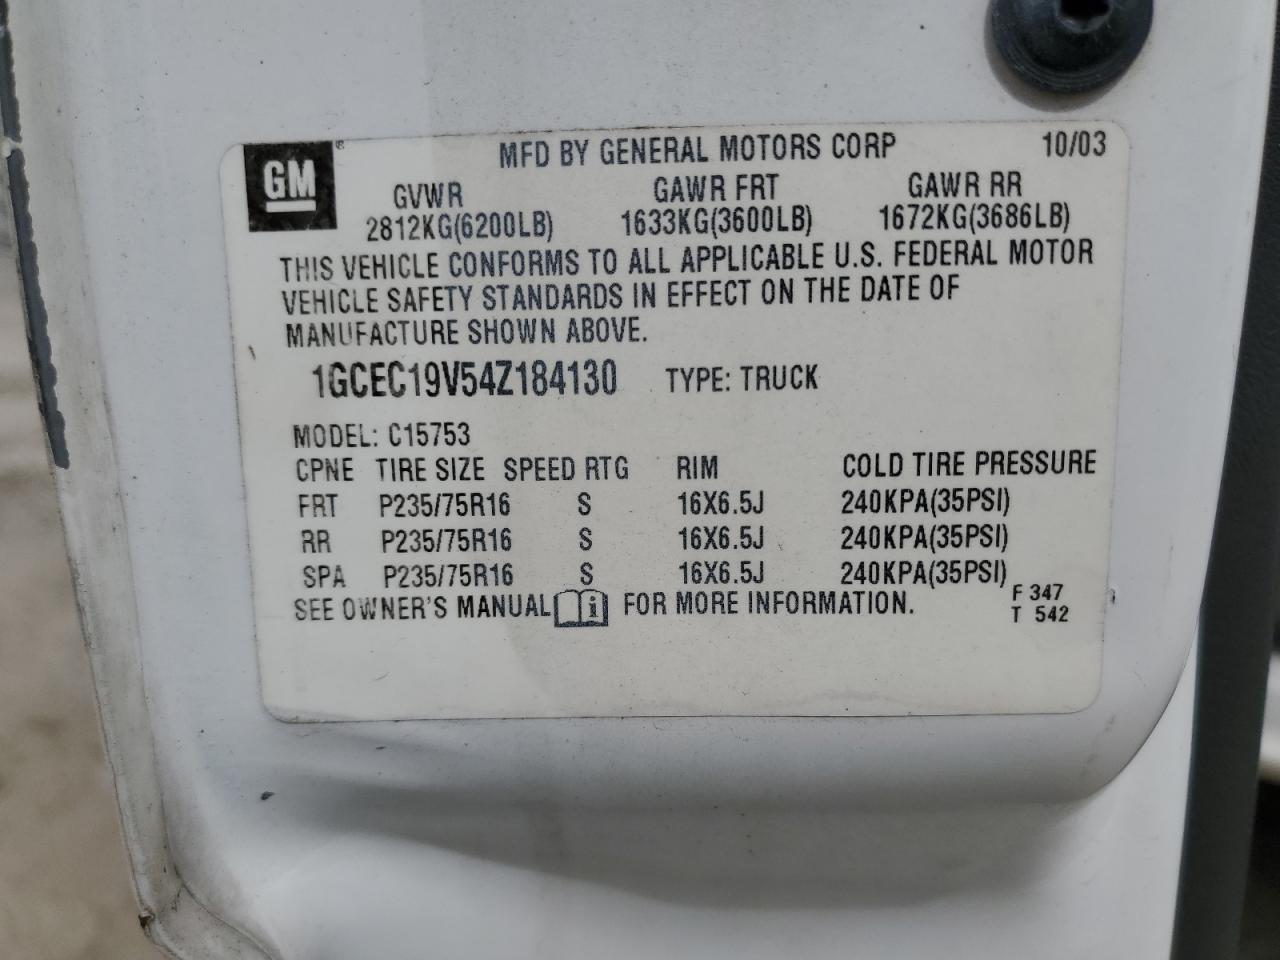 GM® MFD BY GENERAL MOTORS CORP 10/03
GVWR GAWR FRT GAWR RR
2812KG(6200LB) 1633KG(3600LB) 1672KG(3686LB)
THIS VEHICLE CONFORMS TO ALL APPLICABLE U.S. FEDERAL MOTOR
VEHICLE SAFETY STANDARDS IN EFFECT ON THE DATE OF
MANUFACTURE SHOWN ABOVE.
1GCEC19V54Z184130 TYPE: TRUCK
MODEL: C15753
CPNE TIRE SIZE SPEED RTG RIM COLD TIRE PRESSURE
FRT P235/75R16 S 16X6.5J 240KPA(35PSI)
RR P235/75R16 S 16X6.5J 240KPA(35PSI)
SPA P235/75R16 S 16X6.5J 240KPA(35PSI)
SEE OWNER'S MANUAL i FOR MORE INFORMATION.
F 347
T 542